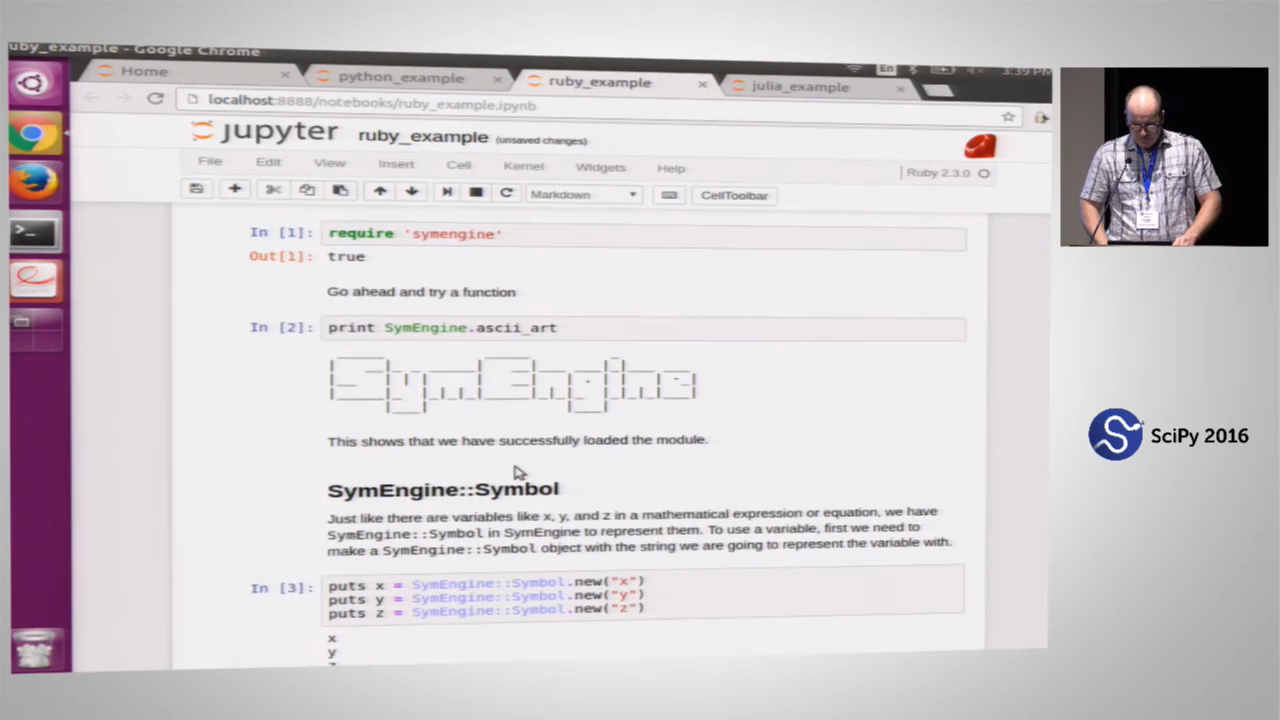 ruby_example - Google Chrome
En
3:39 PM
Home
python_example
ruby_example
julia_example
localhost:8888/notebooks/ruby_example.ipynb
jupyter ruby_example (unsaved changes)
File Edit View Insert Cell Kernel Widgets Help
Ruby 2.3.0
Markdown
CellToolbar
In [1]: require 'symengine'
Out[1]: true
Go ahead and try a function
In [2]: print SymEngine.ascii_art
SymEngine
This shows that we have successfully loaded the module.
SymEngine::Symbol
Just like there are variables like x, y, and z in a mathematical expression or equation, we have
SymEngine::Symbol in SymEngine to represent them. To use a variable, first we need to
make a SymEngine::Symbol object with the string we are going to represent the variable with.
In [3]: puts x = SymEngine::Symbol.new("x")
puts y = SymEngine::Symbol.new("y")
puts z = SymEngine::Symbol.new("z")
x
y
SciPy 2016